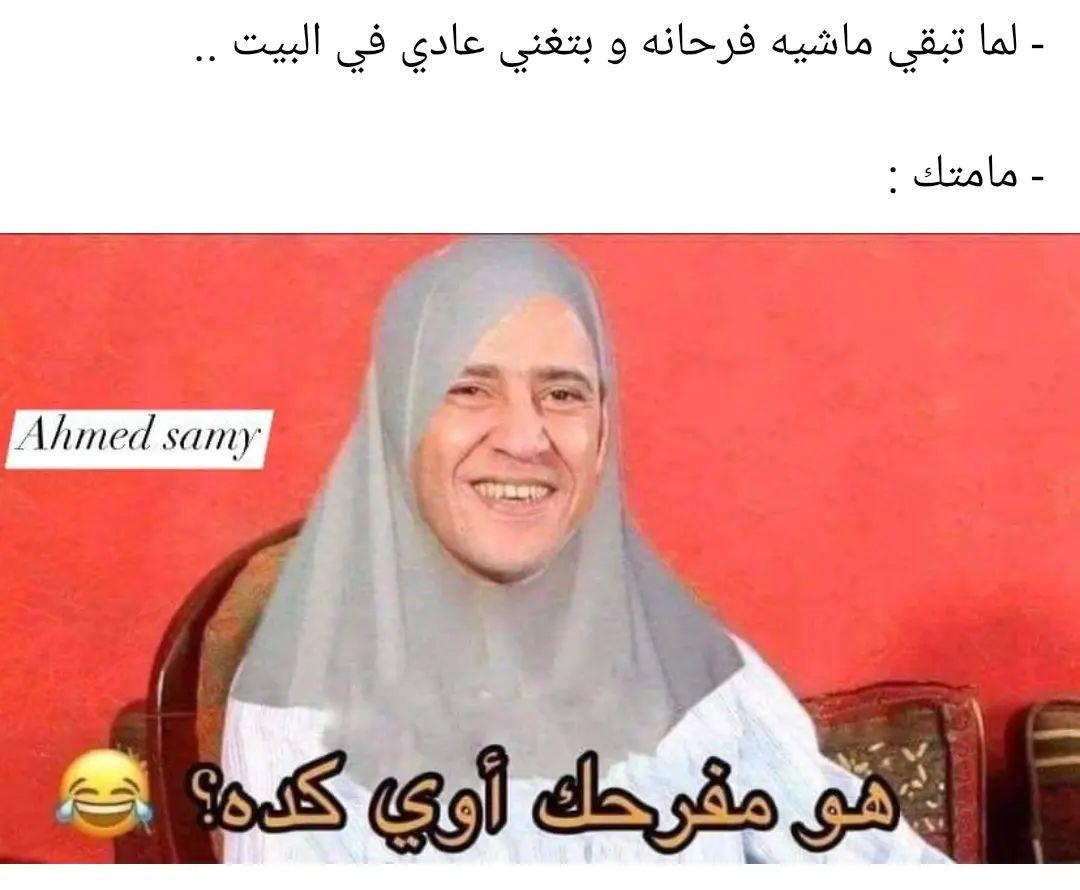 - لما تبقي ماشيه فرحانه و بتغني عادي في البيت ..
- مامتك :
Ahmed samy
هو مفرحك أوي كده؟